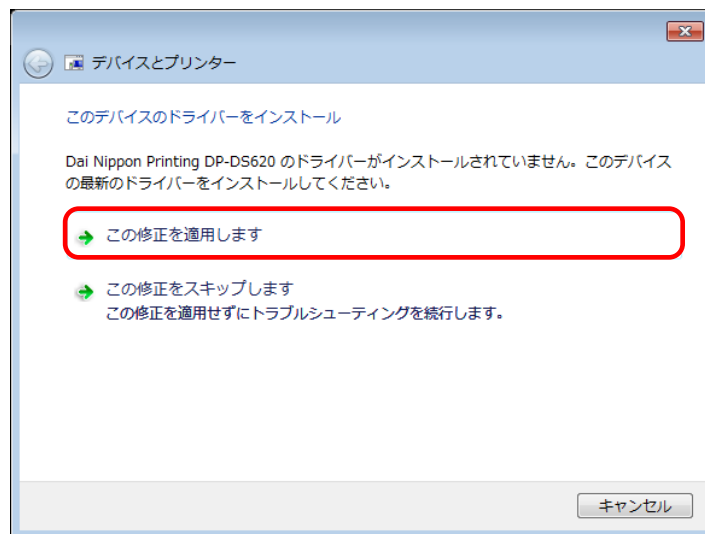 デバイスとプリンター
このデバイスのドライバーをインストール
Dai Nippon Printing DP-DS620 のドライバーがインストールされていません。このデバイス
の最新のドライバーをインストールしてください。
この修正を適用します
この修正をスキップします
この修正を適用せずにトラブルシューティングを続行します。
キャンセル